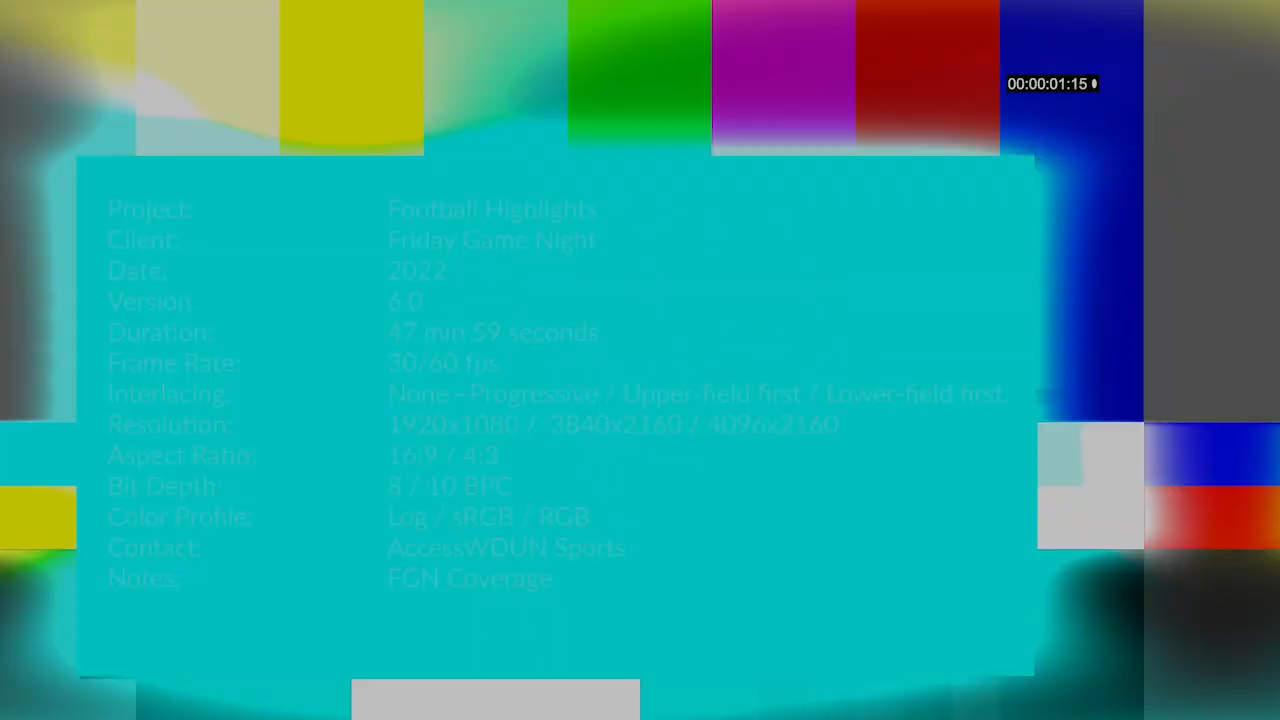 00:00:01:15
Project: Football Highlights
Client: Friday Game Night
Date: 2022
Version: 6.0
Duration: 47 min 59 seconds
Frame Rate: 30/60 fps
Interlacing: None - Progressive / Upper-field first / Lower-field first
Resolution: 1920x1080 / 3840x2160 / 4096x2160
Aspect Ratio: 16:9 / 4:3
Bit Depth: 8 / 10 BPC
Color Profile: Log / sRGB / RGB
Contact: AccessWDUN Sports
Notes: FGN Coverage